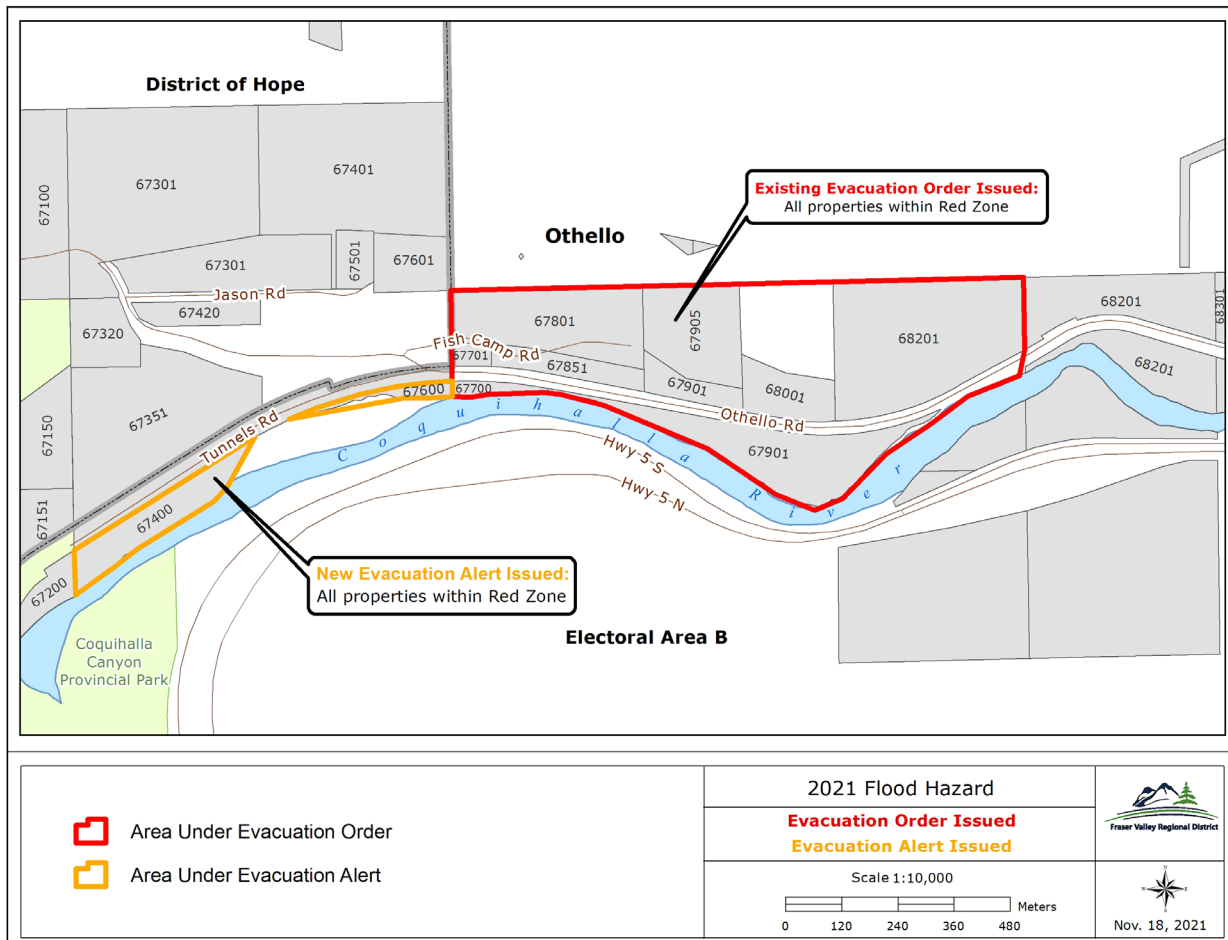 District of Hope
67100
67301
67401
67301
67501
67601
Jason Rd
67420
67320
67351
67150
67151
Tunnels Rd
67400
67200
67600
Coquihalla
Canyon
Provincial Park
Othello
Existing Evacuation Order Issued:
All properties within Red Zone
Fish Camp Rd
67701
67700
67801
67851
67905
67901
68001
68201
68201
68301
68201
67901
Othello Rd
Coquihalla River
Hwy 5 S
Hwy 5 N
New Evacuation Alert Issued:
All properties within Red Zone
Electoral Area B
Area Under Evacuation Order
Area Under Evacuation Alert
2021 Flood Hazard
Evacuation Order Issued
Evacuation Alert Issued
Scale 1:10,000
Meters
0 120 240 360 480
Fraser Valley Regional District
N
W E
S
Nov. 18, 2021